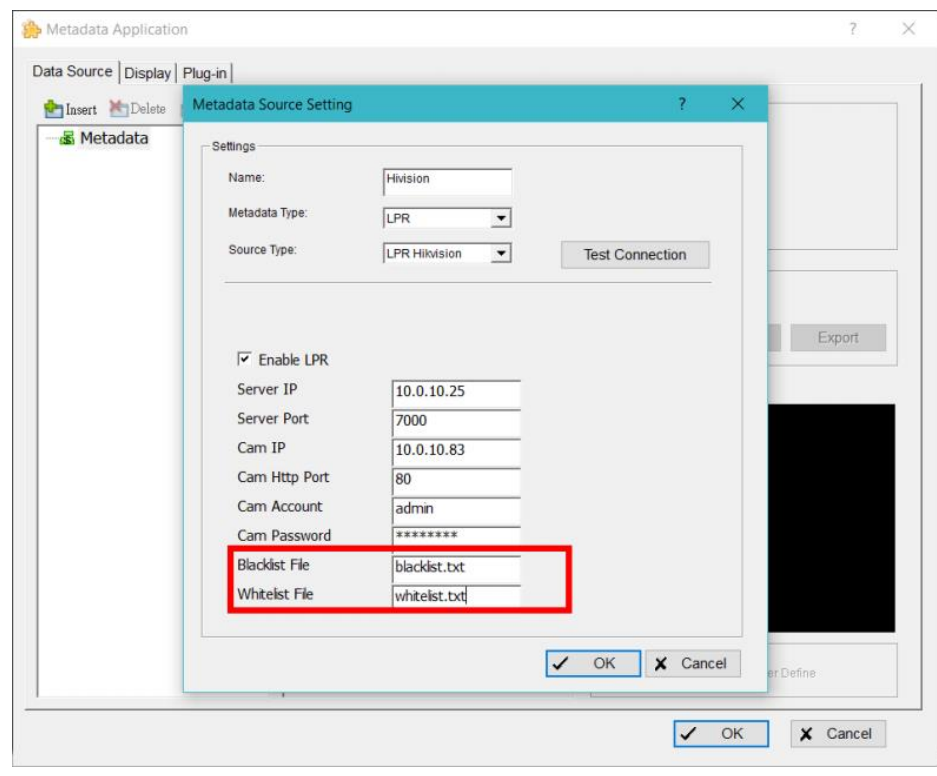 Metadata Application
Data Source Display Plug-in
Insert Delete
Metadata
Metadata Source Setting
Settings
Name: Hivision
Metadata Type: LPR
Source Type: LPR Hikvision Test Connection
Enable LPR
Export
Server IP 10.0.10.25
Server Port 7000
Cam IP 10.0.10.83
Cam Http Port 80
Cam Account admin
Cam Password ********
Blacklist File blacklist.txt
Whitelist File whitelist.txt
OK Cancel
Define
OK Cancel